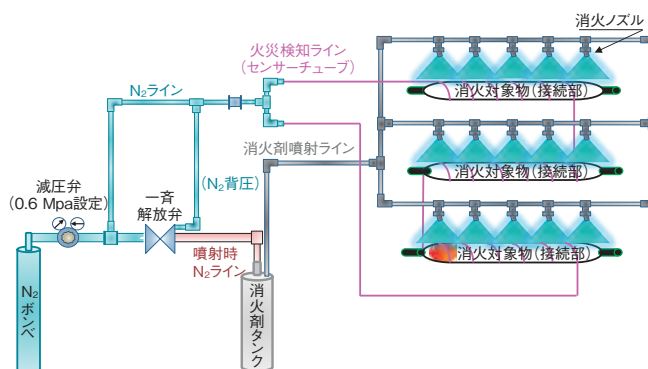 消火ノズル
火災検知ライン
(センサーチューブ)
N₂ライン
消火対象物(接続部)
消火剤噴射ライン
減圧弁
(0.6 Mpa設定)
一斉
解放弁
(N₂背圧)
消火対象物(接続部)
噴射時
N₂ライン
消火対象物(接続部)
N₂ボンベ
消火剤タンク